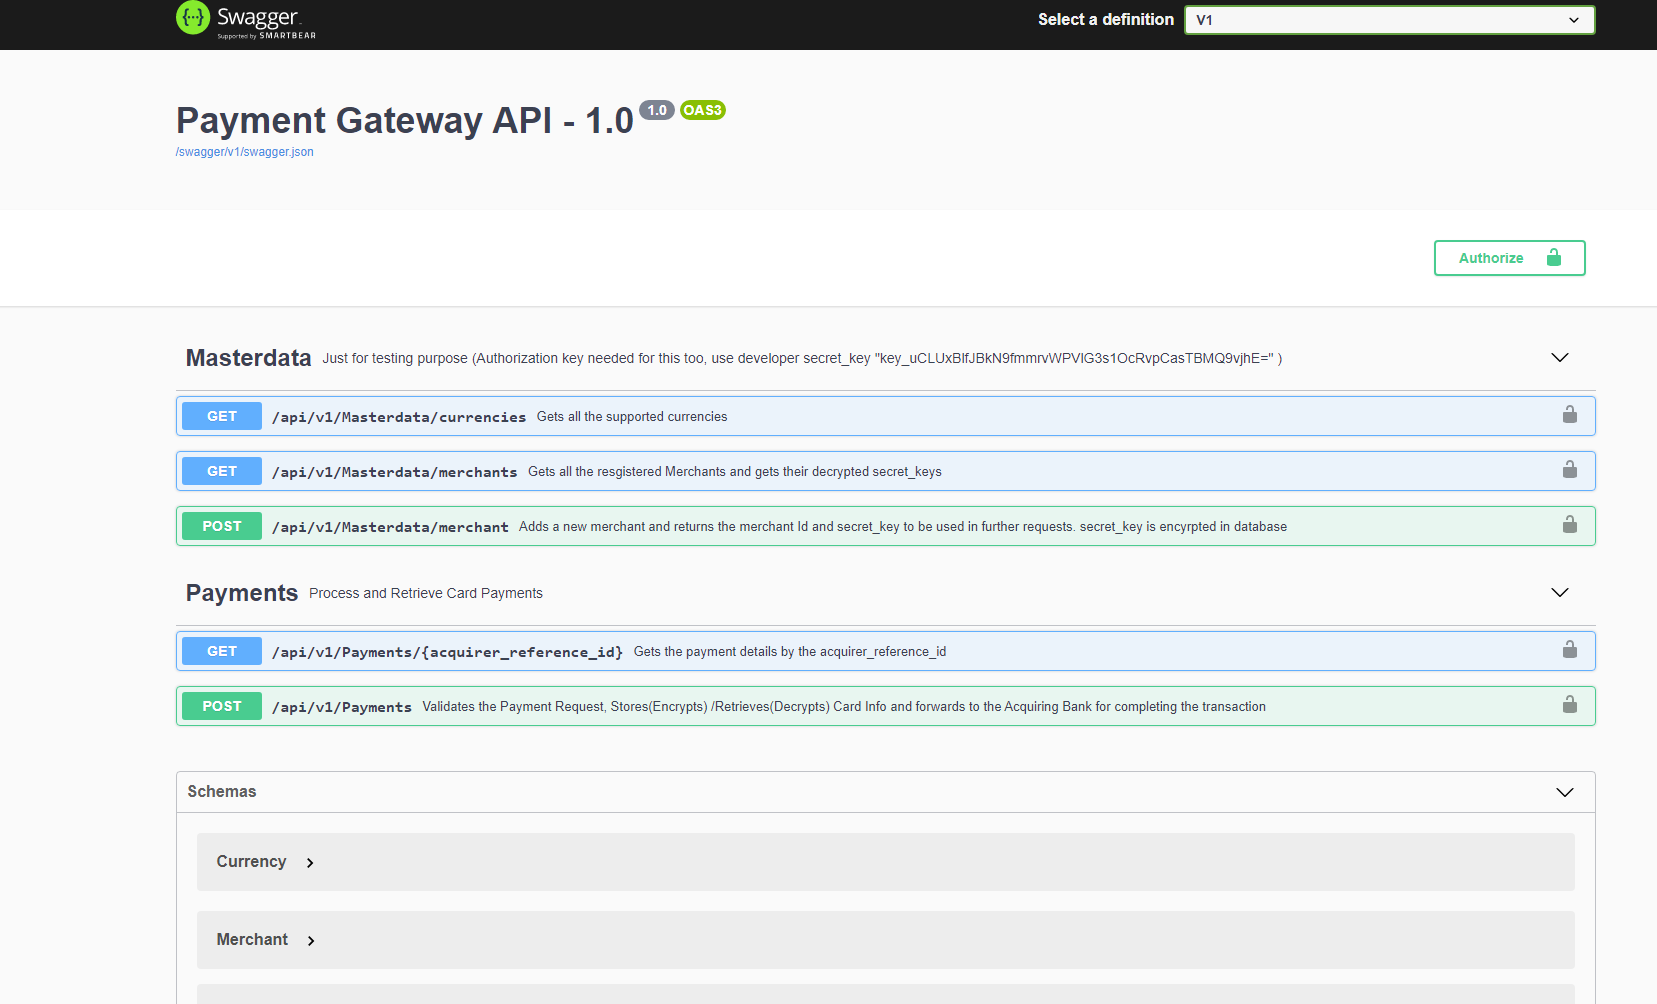 Swagger
Supported by SMARTBEAR
Select a definition
V1
Payment Gateway API - 1.0 1.0 OAS3
/swagger/v1/swagger.json
Authorize
Masterdata Just for testing purpose (Authorization key needed for this too, use developer secret_key "key_uCLUxBIfJBkN9fmmrvWPVIG3s1OcRvpCasTBMQ9vjhE=" )
GET /api/v1/Masterdata/currencies Gets all the supported currencies
GET /api/v1/Masterdata/merchants Gets all the resgistered Merchants and gets their decrypted secret_keys
POST /api/v1/Masterdata/merchant Adds a new merchant and returns the merchant Id and secret_key to be used in further requests. secret_key is encyrpted in database
Payments Process and Retrieve Card Payments
GET /api/v1/Payments/{acquirer_reference_id} Gets the payment details by the acquirer_reference_id
POST /api/v1/Payments Validates the Payment Request, Stores(Encrypts) /Retrieves(Decrypts) Card Info and forwards to the Acquiring Bank for completing the transaction
Schemas
Currency
Merchant